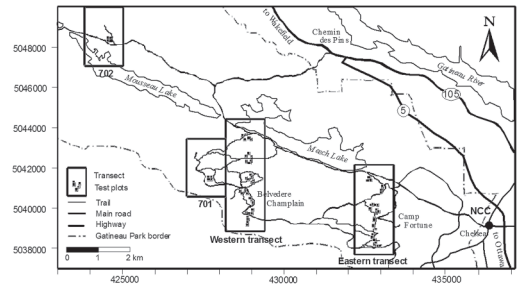 5048000
5046000
5044000
5042000
5040000
5038000
425000
430000
435000
to Wakefield
Chemin
des Pins
N
Gatineau River
702
Mousseau Lake
105
5
Meach Lake
701
Belvedere
Champlain
Western transect
Camp
Fortune
Eastern transect
NCC
Chelsea
to Ottawa
Transect
Test plots
Trail
Main road
Highway
Gatineau Park border
0 1 2 km